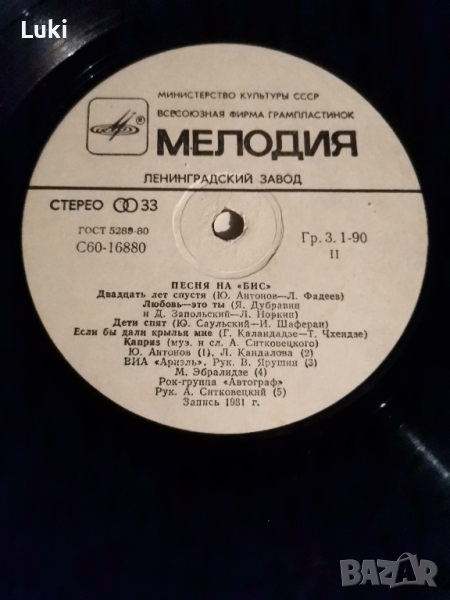 Luki
МИНИСТЕРСТВО КУЛЬТУРЫ СССР
ВСЕСОЮЗНАЯ ФИРМА ГРАМПЛАСТИНОК
МЕЛОДИЯ
ЛЕНИНГРАДСКИЙ ЗАВОД
СТЕРЕО 33
ГОСТ 5289-80
С60-16880
Гр. 3. 1-90
II
ПЕСНЯ НА «БИС»
Двадцать лет спустя (Ю. Антонов—Л. Фадеев)
Любовь—это ты (Я. Дубравин
и Д. Запольский—Л. Норкин)
Дети спят (Ю. Саульский—И. Шаферан)
Если бы дали крылья мне (Г. Каландадзе—Т. Чхеидзе)
Каприз (муз. и сл. А. Ситковецкого)
Ю. Антонов (1), Л. Кандалова (2)
ВИА «Ариэль». Рук. В. Ярушин (3)
М. Эбралидзе (4)
Рок-группа «Автограф»
Рук. А. Ситковецкий (5)
Запись 1981 г.
BAZAR